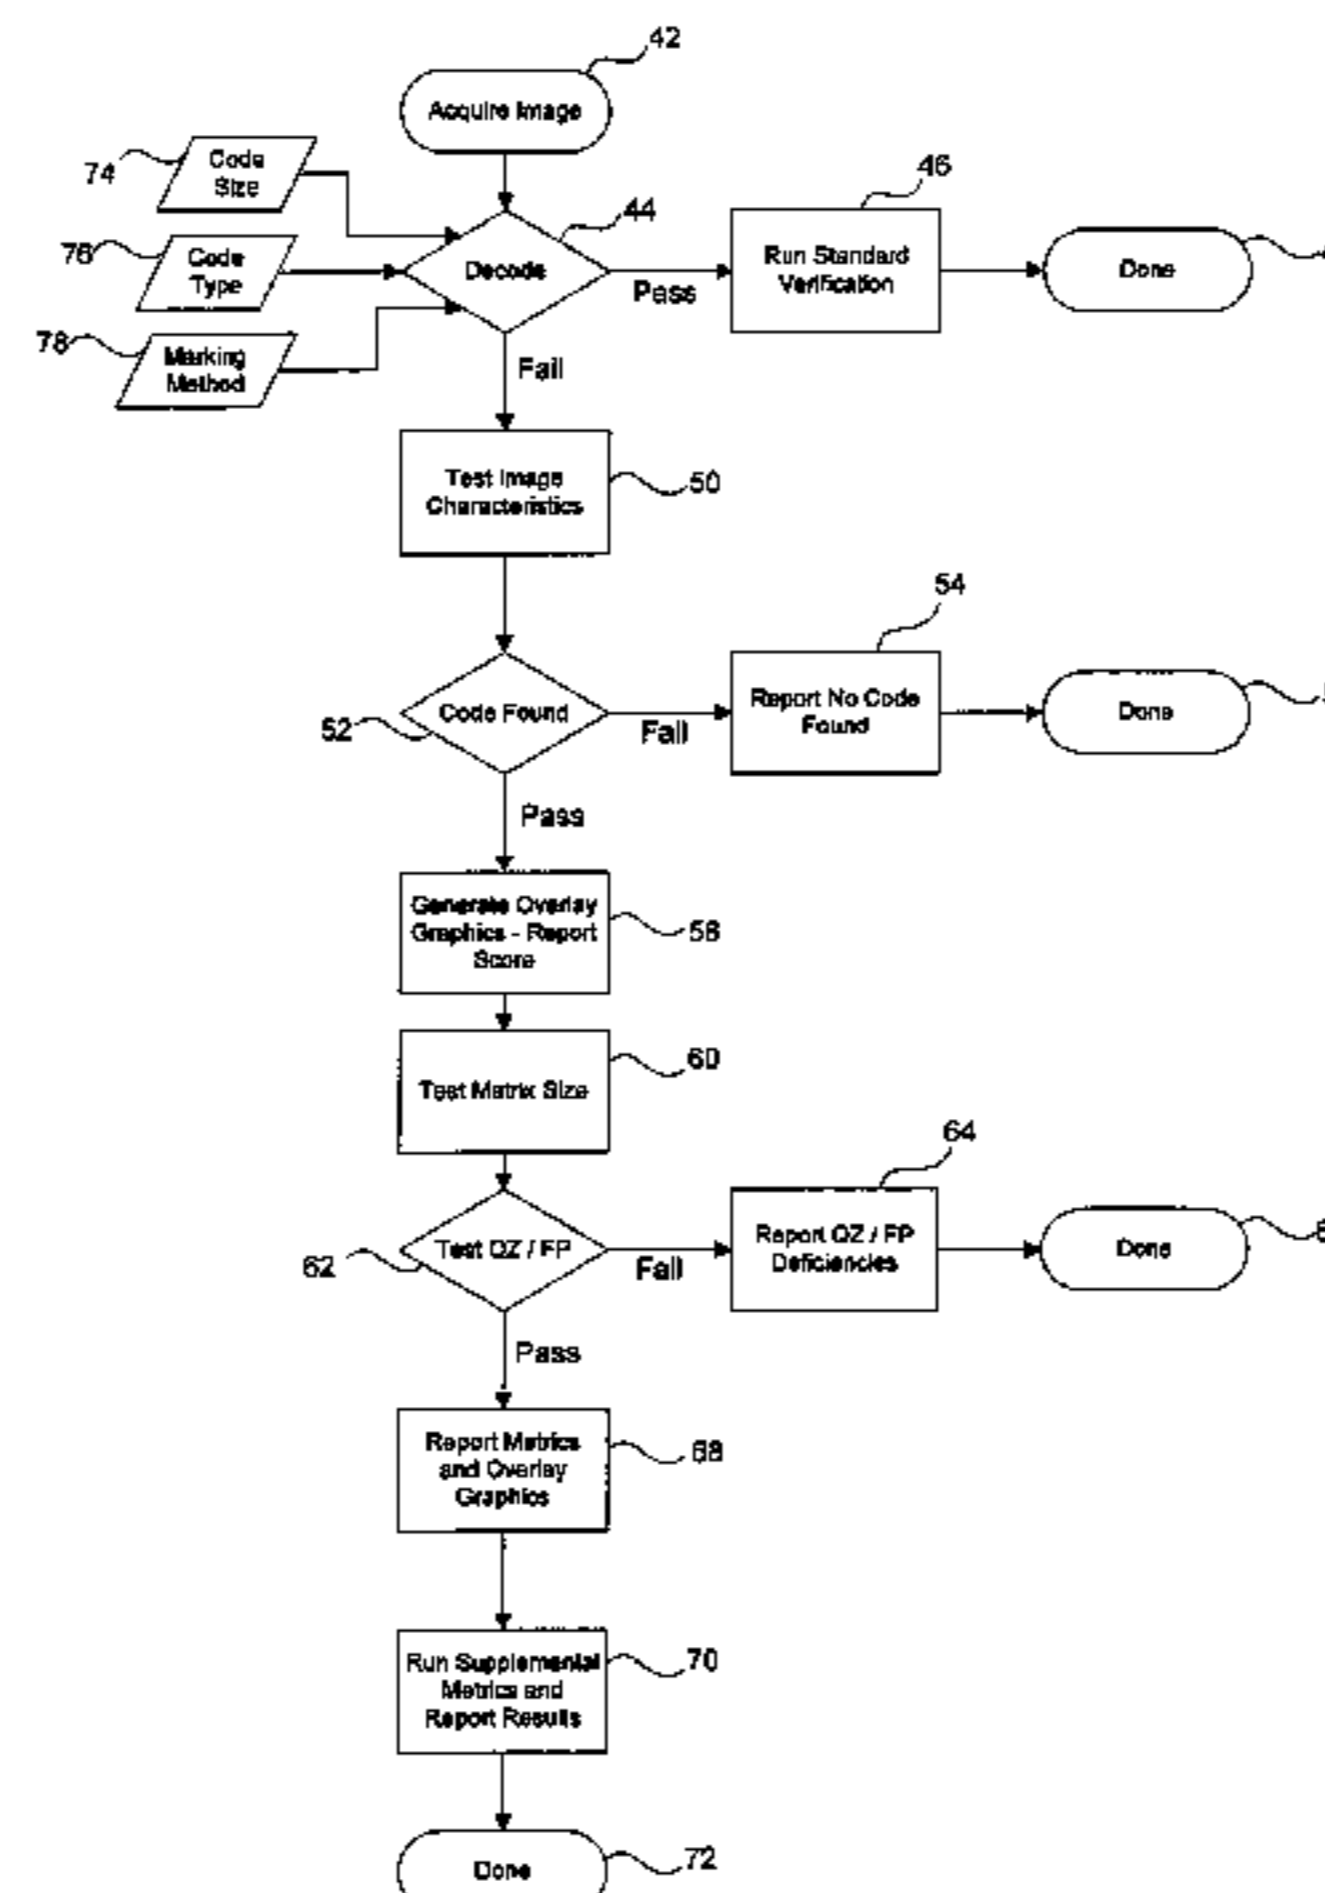 42
Acquire Image
74
Code
Size
44
46
76
Code
Type
Decode
Pass
Run Standard
Verification
Done
4
78
Marking
Method
Fail
Test Image
Characteristics
50
54
52
Code Found
Fail
Report No Code
Found
Done
5
Pass
Generate Overlay
Graphics - Report
Score
58
Test Matrix Size
60
64
62
Test QZ / FP
Fail
Report QZ / FP
Deficiencies
Done
6
Pass
Report Metrics
and Overlay
Graphics
68
Run Supplemental
Metrics and
Report Results
70
Done
72